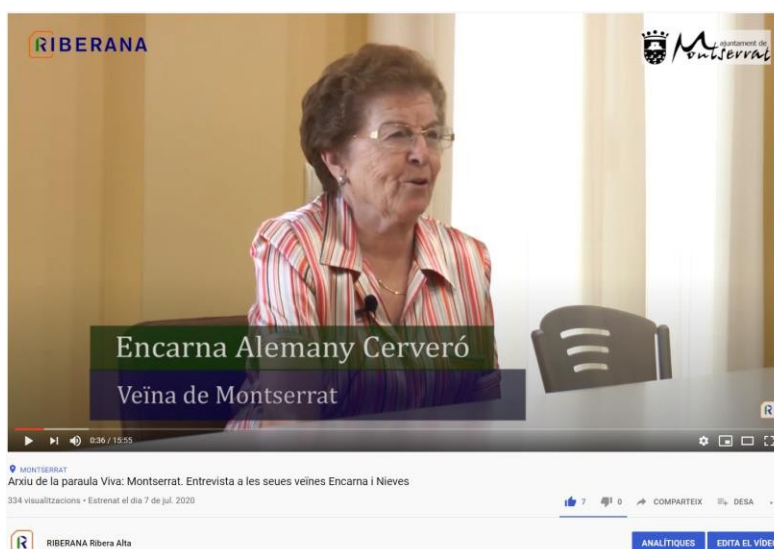 RIBERANA
ajuntament de
Montserrat
Encarna Alemany Cerveró
Veïna de Montserrat
0:36 / 15:55
MONTSERRAT
Arxiu de la paraula Viva: Montserrat. Entrevista a les seues veïnes Encarna i Nieves
334 visualitzacions • Estrenat el dia 7 de jul. 2020
7
0
COMPARTEIX
DESA
RIBERANA Ribera Alta
ANALÍTIQUES
EDITA EL VÍDEO